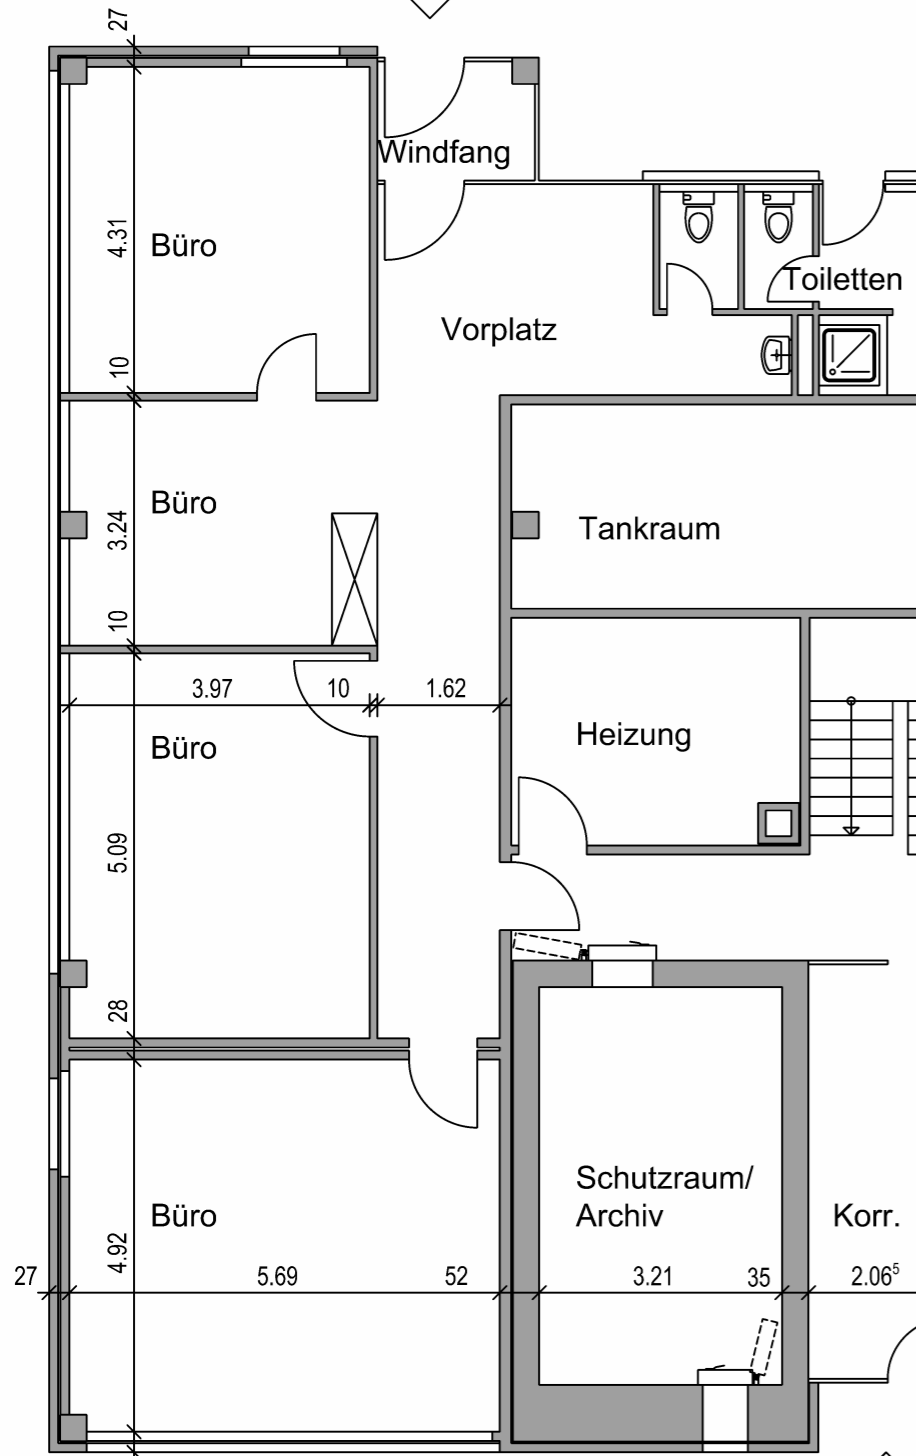 27
Windfang
4.31
Büro
Toiletten
Vorplatz
10
Büro
3.24
Tankraum
10
3.97
10
1.62
Büro
Heizung
5.09
28
Schutzraum/
Archiv
Büro
Korr.
4.92
27
5.69
52
3.21
35
2.06⁵